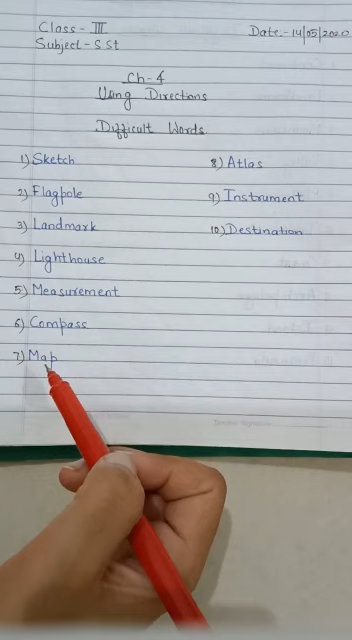 Class - III
Date:- 14/05/2020
Subject - S St
Ch-4
Using Directions
Difficult Words
1) Sketch
2) Flagpole
3) Landmark
4) Lighthouse
5) Measurement
6) Compass
7) Map
8) Atlas
9) Instrument
10) Destination